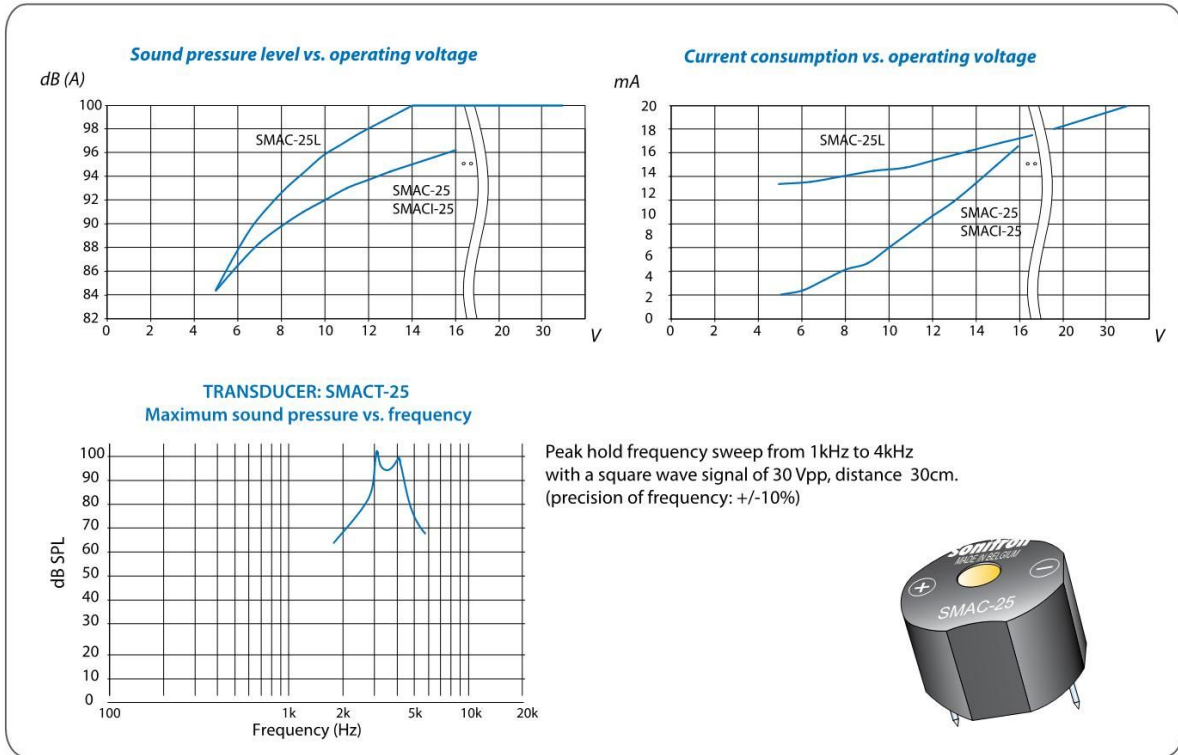 Sound pressure level vs. operating voltage
dB (A)
100
98
96
94
92
90
88
86
84
82
0 2 4 6 8 10 12 14 16 20 30 V
SMAC-25L
SMAC-25
SMACI-25
Current consumption vs. operating voltage
mA
20
18
16
14
12
10
8
6
4
2
0
0 2 4 6 8 10 12 14 16 20 30 V
SMAC-25L
SMAC-25
SMACI-25
TRANSDUCER: SMACT-25
Maximum sound pressure vs. frequency
dB SPL
100
90
80
70
60
50
40
30
20
10
0
100 1k 2k 5k 10k 20k
Frequency (Hz)
Peak hold frequency sweep from 1kHz to 4kHz
with a square wave signal of 30 Vpp, distance 30cm.
(precision of frequency: +/-10%)
Sonitron
MADE IN BELGIUM
+ −
SMAC-25